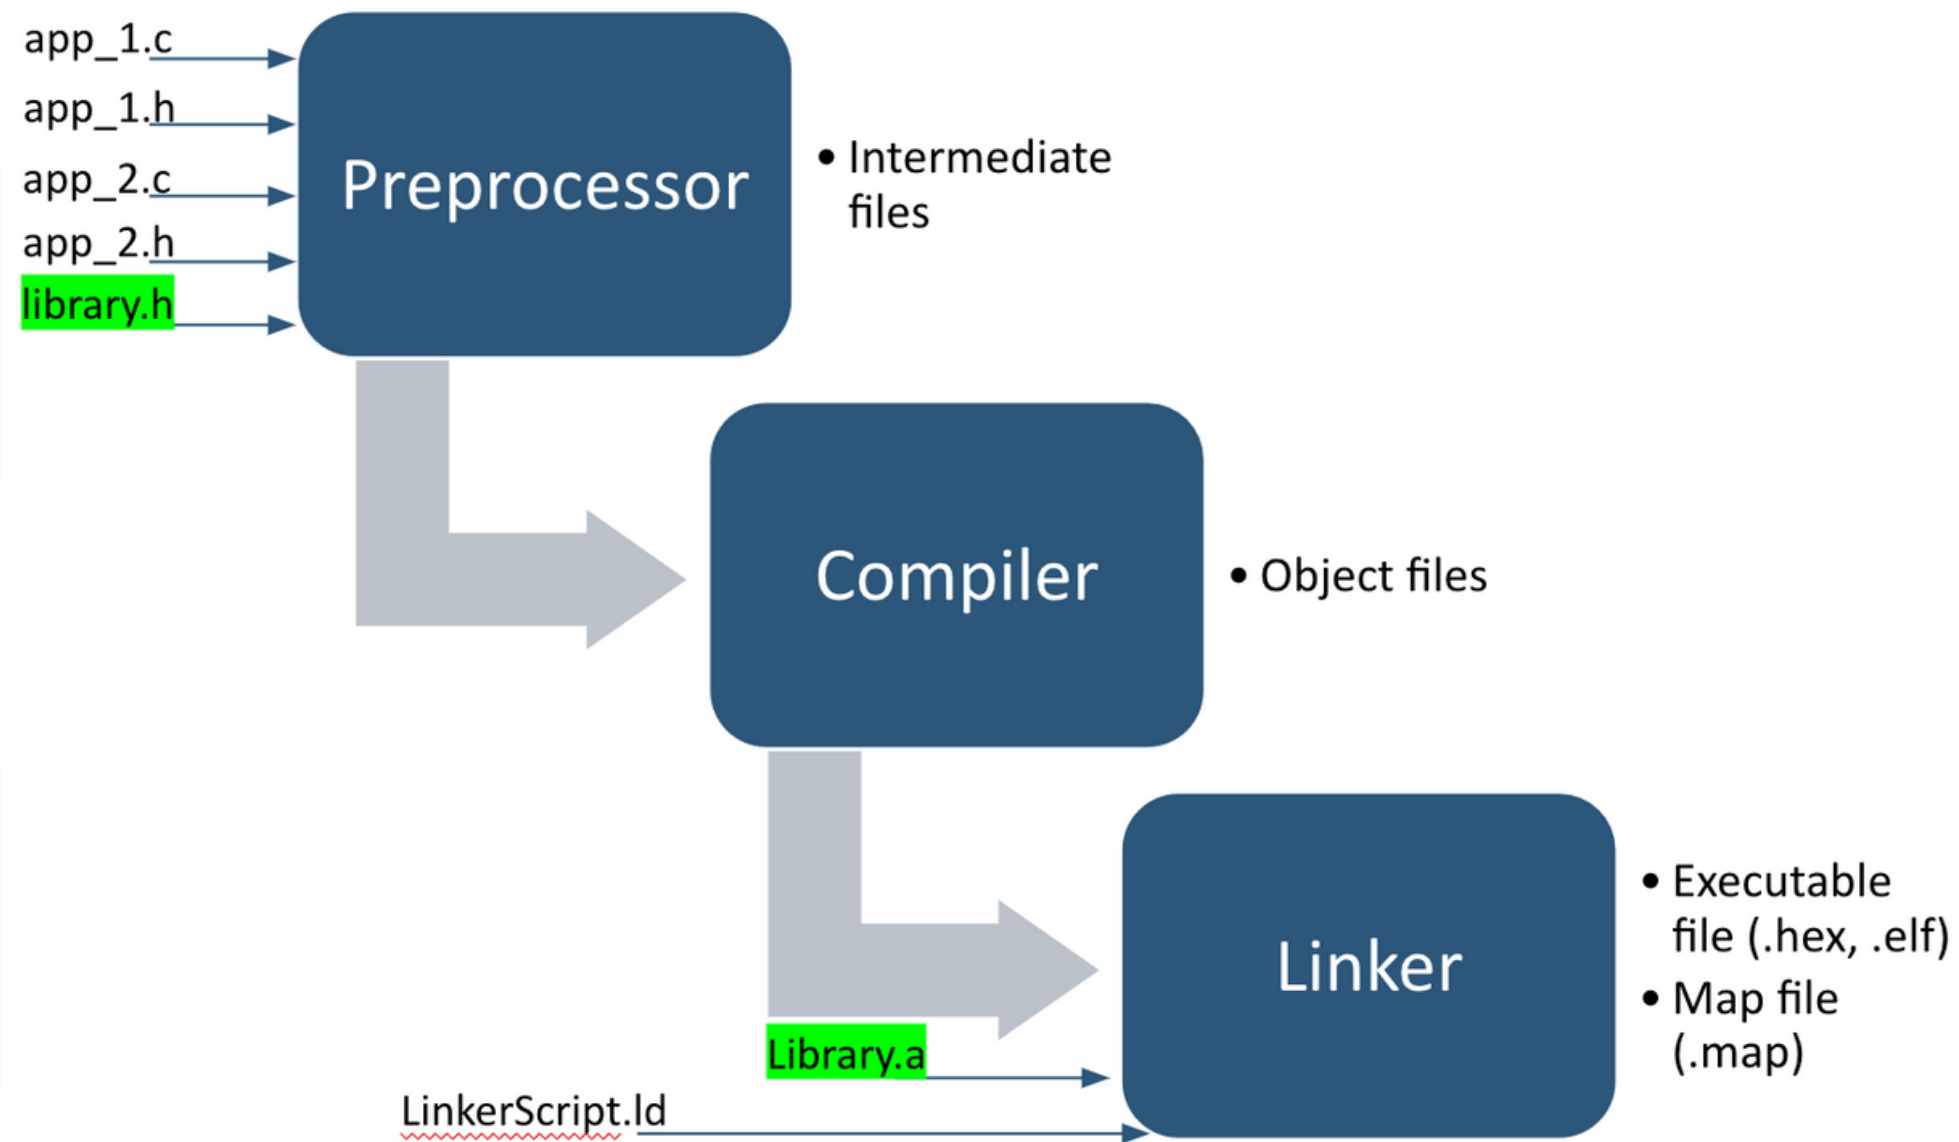 app_1.c
app_1.h
app_2.c
app_2.h
library.h
Preprocessor
• Intermediate
files
Compiler
• Object files
Linker
• Executable
file (.hex, .elf)
• Map file
(.map)
Library.a
LinkerScript.ld